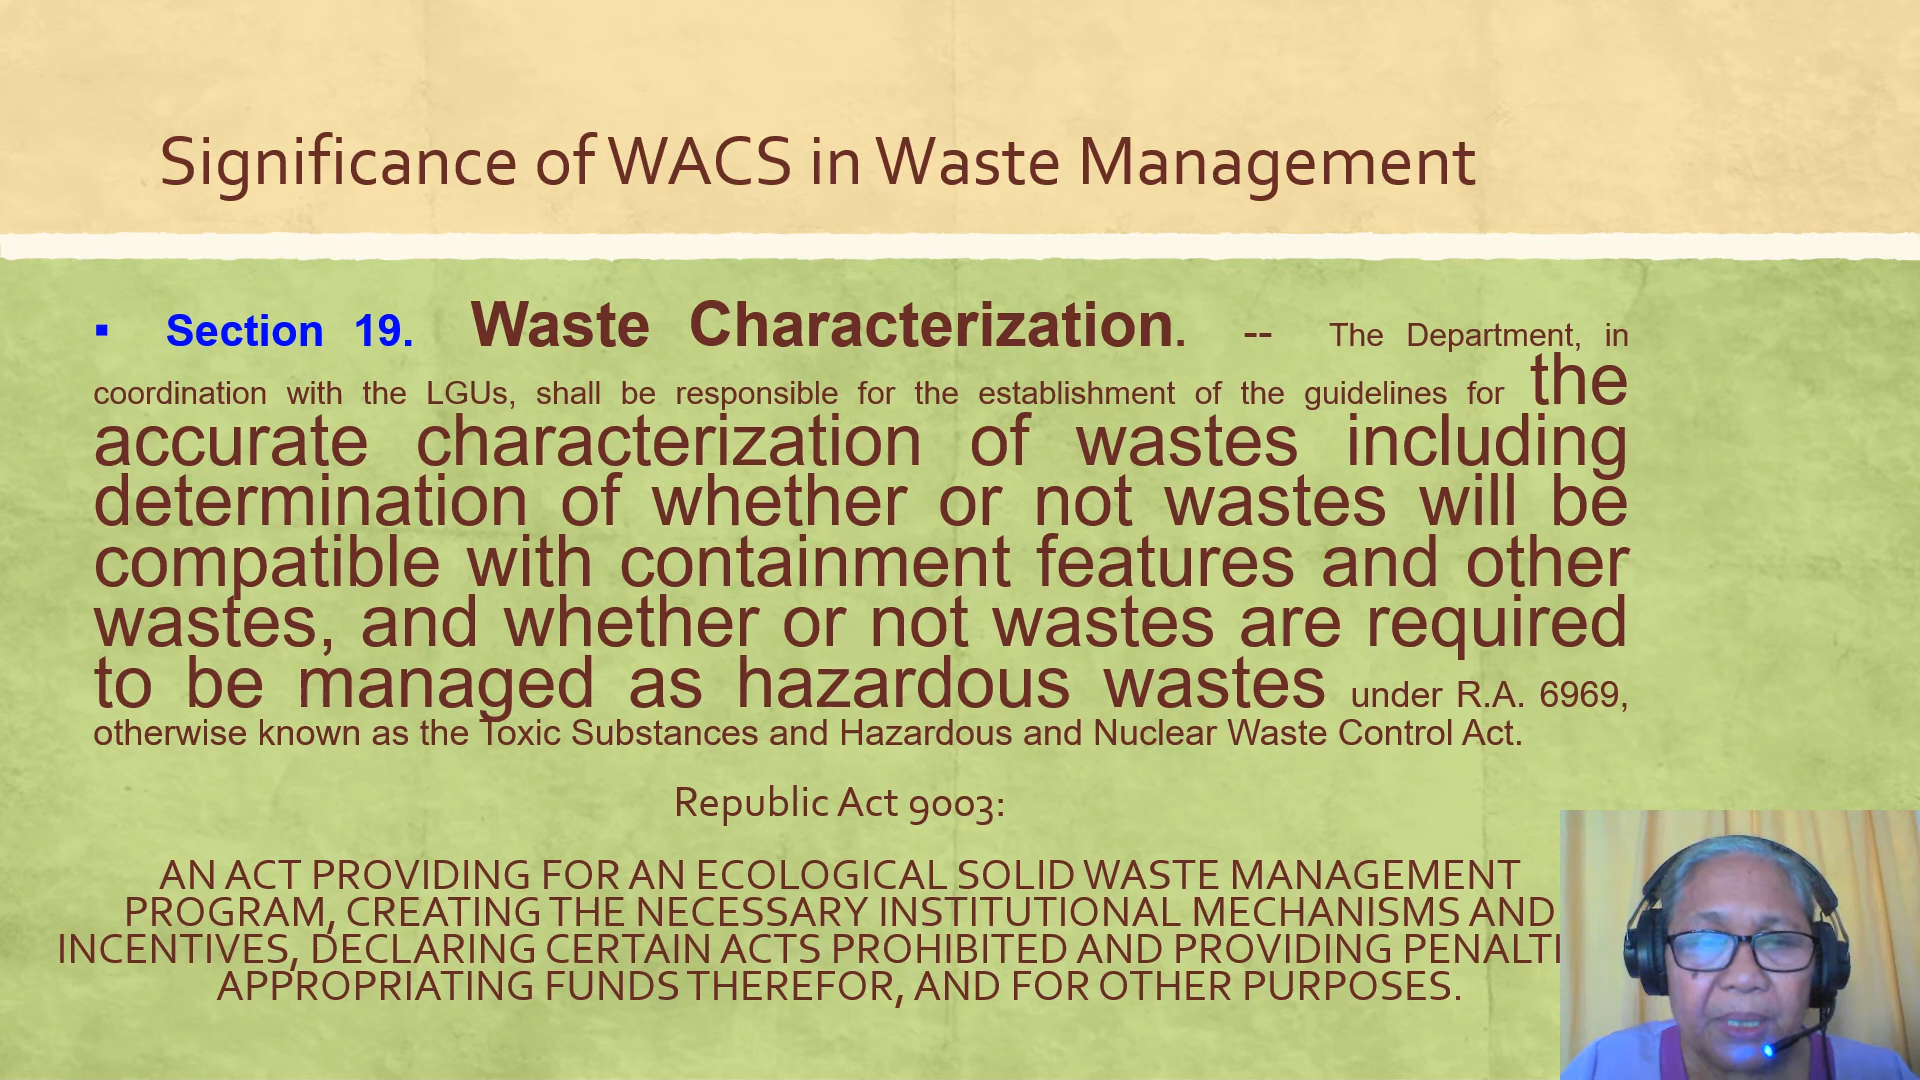 Significance of WACS in Waste Management
▪ Section 19. Waste Characterization. -- The Department, in
coordination with the LGUs, shall be responsible for the establishment of the guidelines for the
accurate characterization of wastes including
determination of whether or not wastes will be
compatible with containment features and other
wastes, and whether or not wastes are required
to be managed as hazardous wastes under R.A. 6969,
otherwise known as the Toxic Substances and Hazardous and Nuclear Waste Control Act.
Republic Act 9003:
AN ACT PROVIDING FOR AN ECOLOGICAL SOLID WASTE MANAGEMENT
PROGRAM, CREATING THE NECESSARY INSTITUTIONAL MECHANISMS AND
INCENTIVES, DECLARING CERTAIN ACTS PROHIBITED AND PROVIDING
APPROPRIATING FUNDS THEREFOR, AND FOR OTHER PURPOSES.